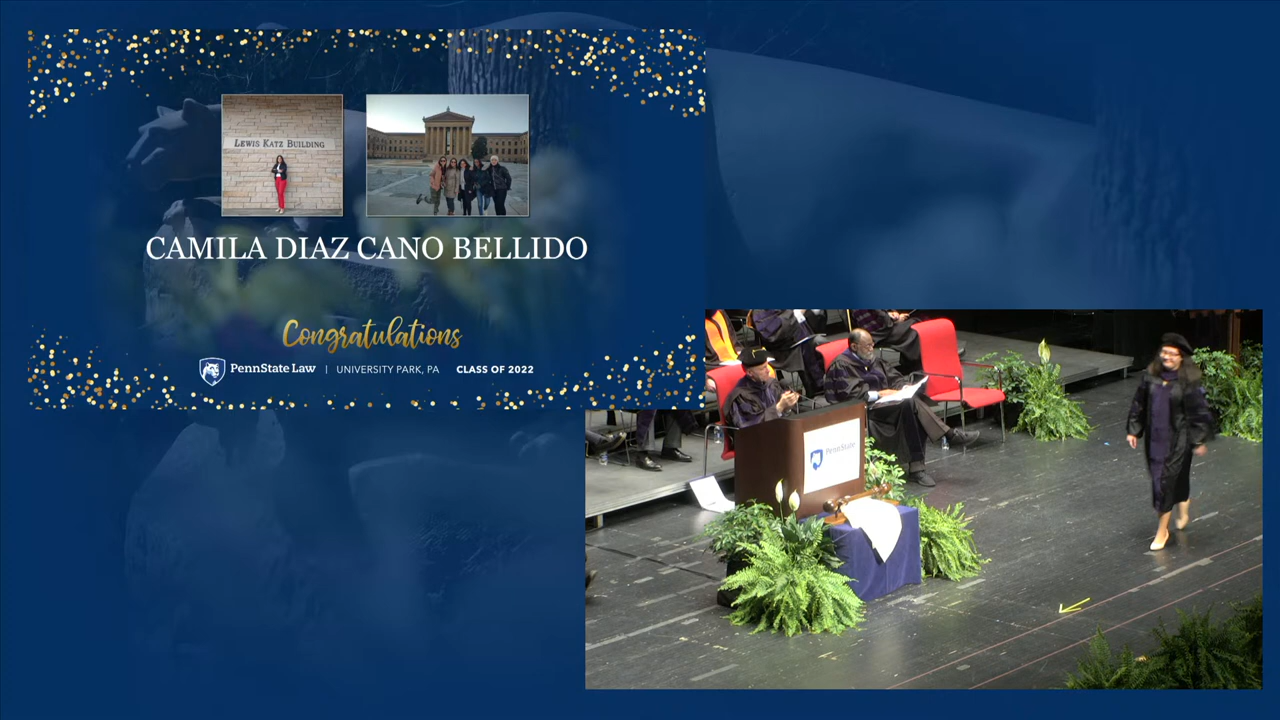 LEWIS KATZ BUILDING
CAMILA DIAZ CANO BELLIDO
Congratulations
PennState Law | UNIVERSITY PARK, PA CLASS OF 2022
PennState